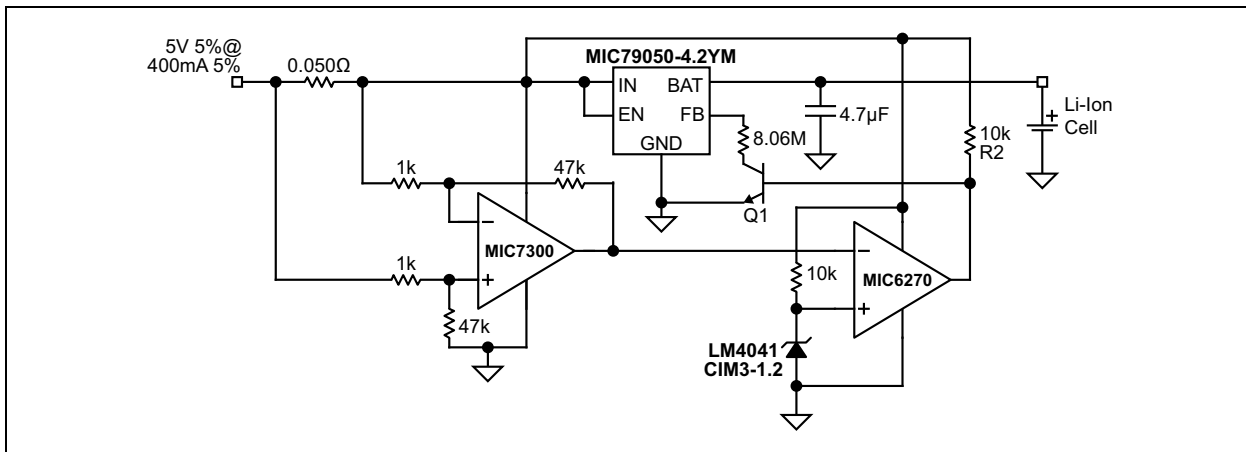 5V 5%@
400mA 5%
0.050Ω
MIC79050-4.2YM
IN
BAT
EN
FB
GND
4.7µF
Li-Ion
Cell
+
8.06M
10k
R2
1k
47k
Q1
−
MIC7300
+
1k
47k
10k
−
MIC6270
+
LM4041
CIM3-1.2